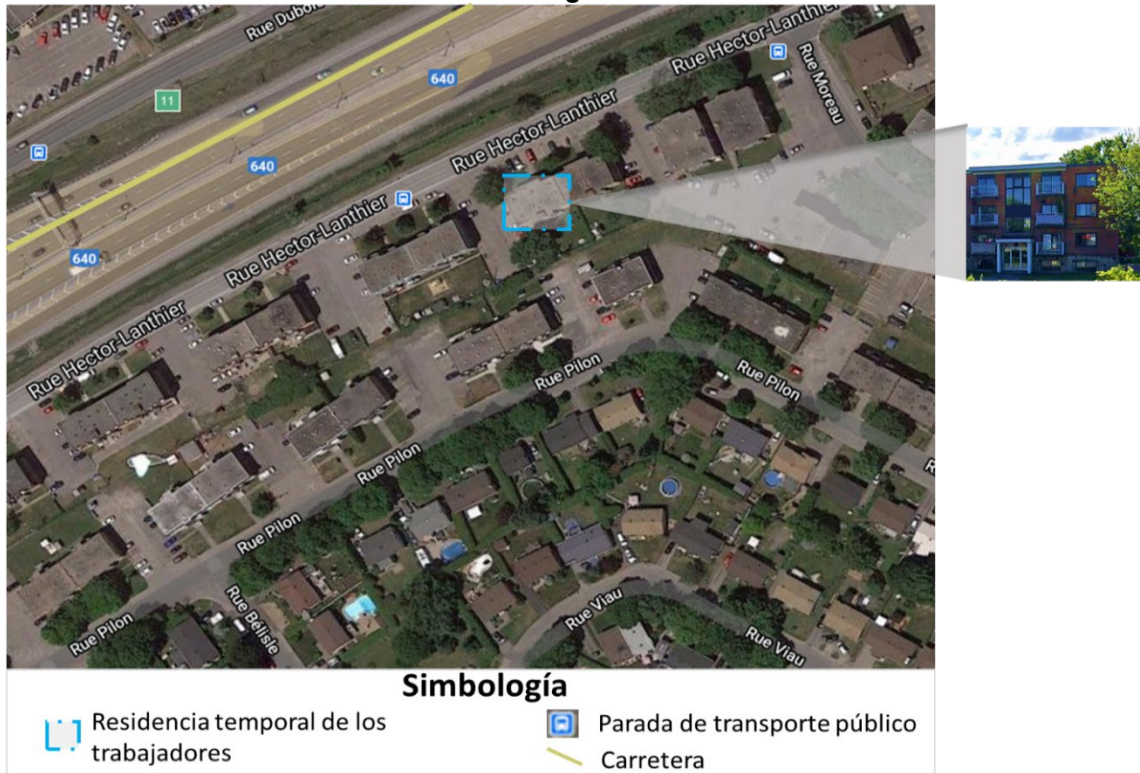 Rue Dubois
Rue Hector-Lanthier
Rue Moreau
640
11
Rue Hector-Lanthier
640
Rue Hector-Lanthier
640
Rue Hector-Lanthier
Rue Pilon
Rue Pilon
Rue Pilon
Rue Pilon
Rue Bélisle
Rue Viau
Rue Pilon
Rue Viau
Simbología
Residencia temporal de los
trabajadores
Parada de transporte público
Carretera